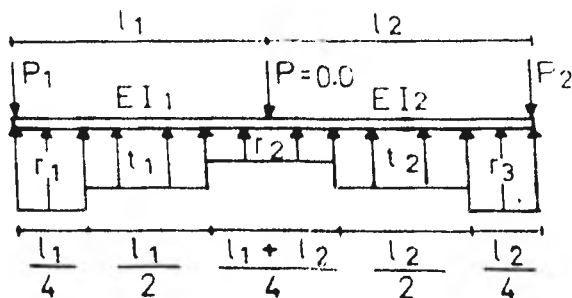 l1 l2
P1 P=0.0 P2
EI1 EI2
r1 t1 r2 t2 r3
l1/4 l1/2 l1 + l2/4 l2/2 l2/4